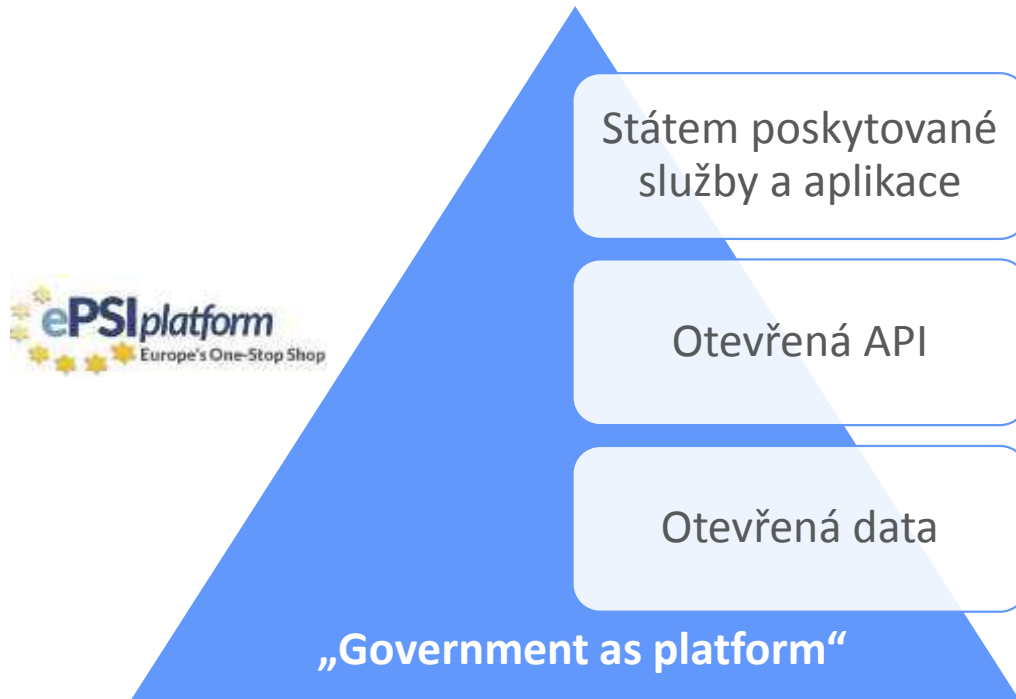 Státem poskytované
služby a aplikace
ePSIplatform
Europe's One-Stop Shop
Otevřená API
Otevřená data
„Government as platform“